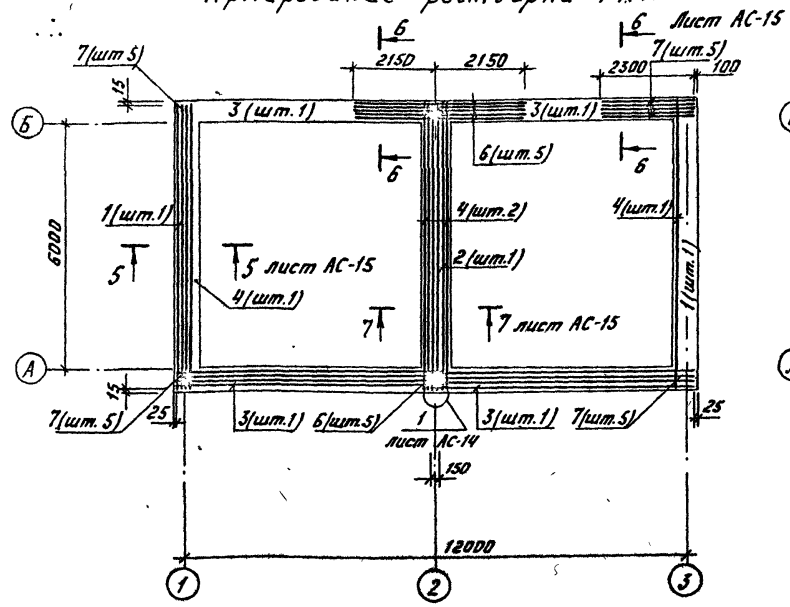 Армирование ростверка
6
6
Лист АС-15
7(шт 5)
2150
2150
7(шт.5)
2300
100
15
Б
3(шт.1)
3(шт.1)
6(шт.5)
6
6
1(шт.1)
4(шт.2)
4(шт.1)
6000
2(шт.1)
1(шт.1)
5
5 лист АС-15
4(шт.1)
7
7 лист АС-15
А
15
7(шт.5)
25
3(шт.1)
6(шт.5)
1
3(шт.1)
7(шт.5)
25
лист АС-14
150
12000
1
2
3